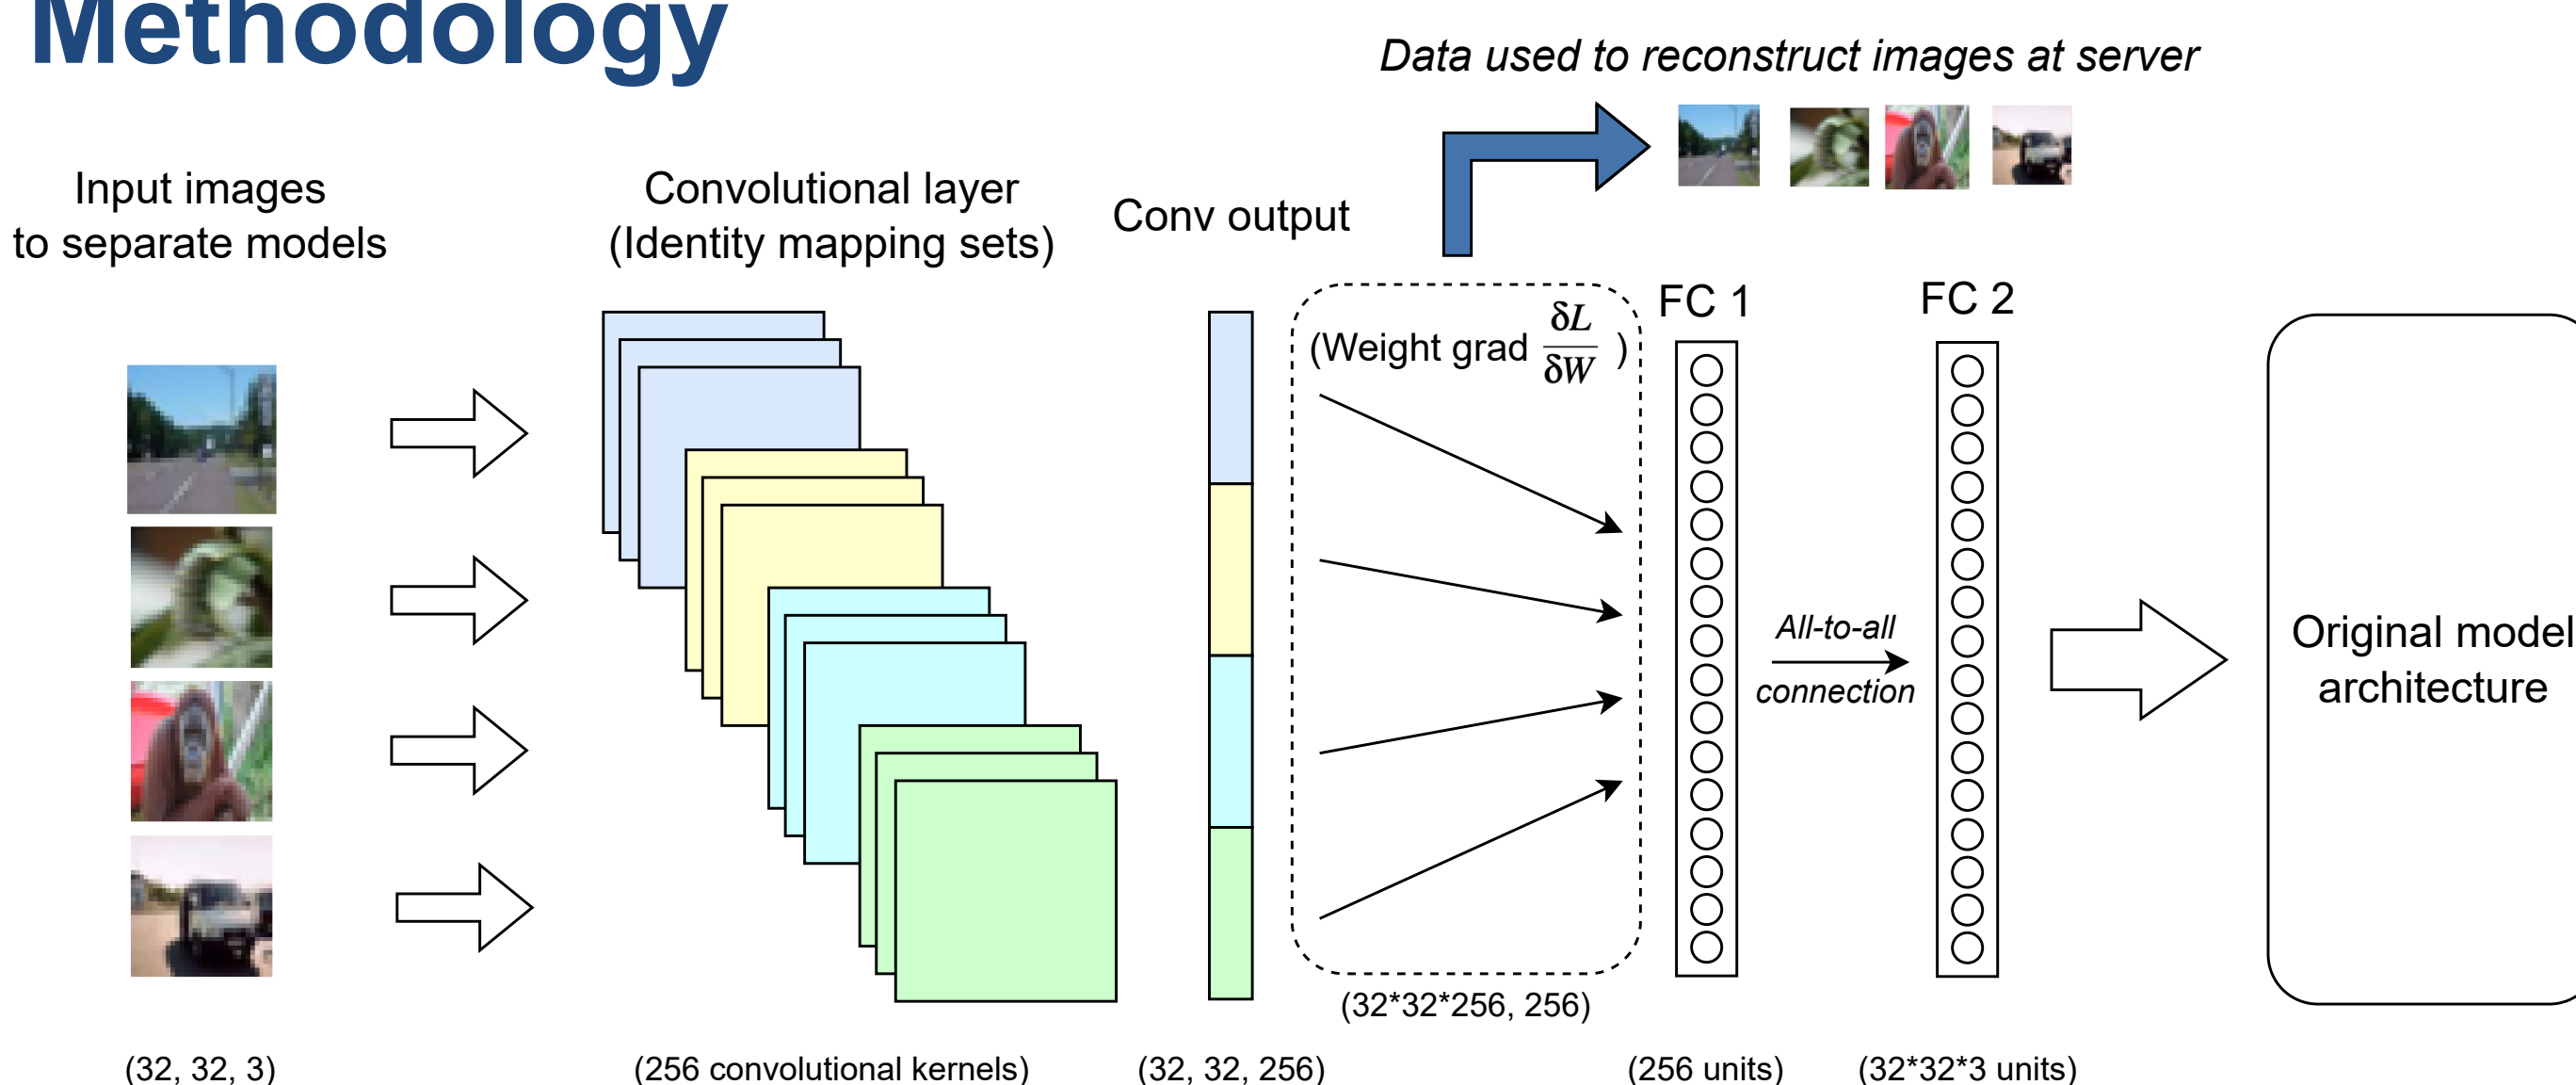 Methodology
Data used to reconstruct images at server
Input images
to separate models
Convolutional layer
(Identity mapping sets)
Conv output
(Weight grad δL/δW )
FC 1
FC 2
All-to-all
connection
Original model
architecture
(32*32*256, 256)
(32, 32, 3)
(256 convolutional kernels)
(32, 32, 256)
(256 units)
(32*32*3 units)